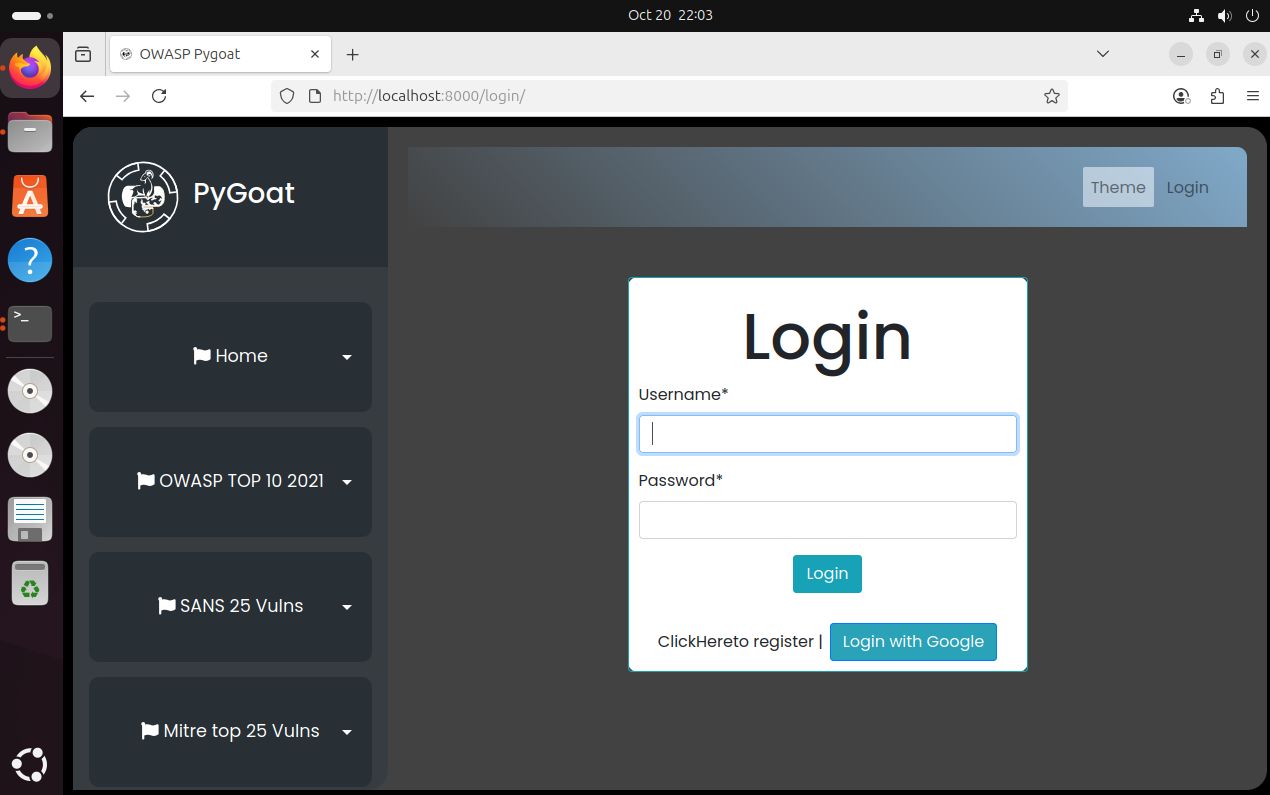 Oct 20 22:03
OWASP Pygoat
http://localhost:8000/login/
PyGoat
Theme
Login
Home
OWASP TOP 10 2021
SANS 25 Vulns
Mitre top 25 Vulns
Login
Username*
Password*
Login
ClickHereto register | Login with Google